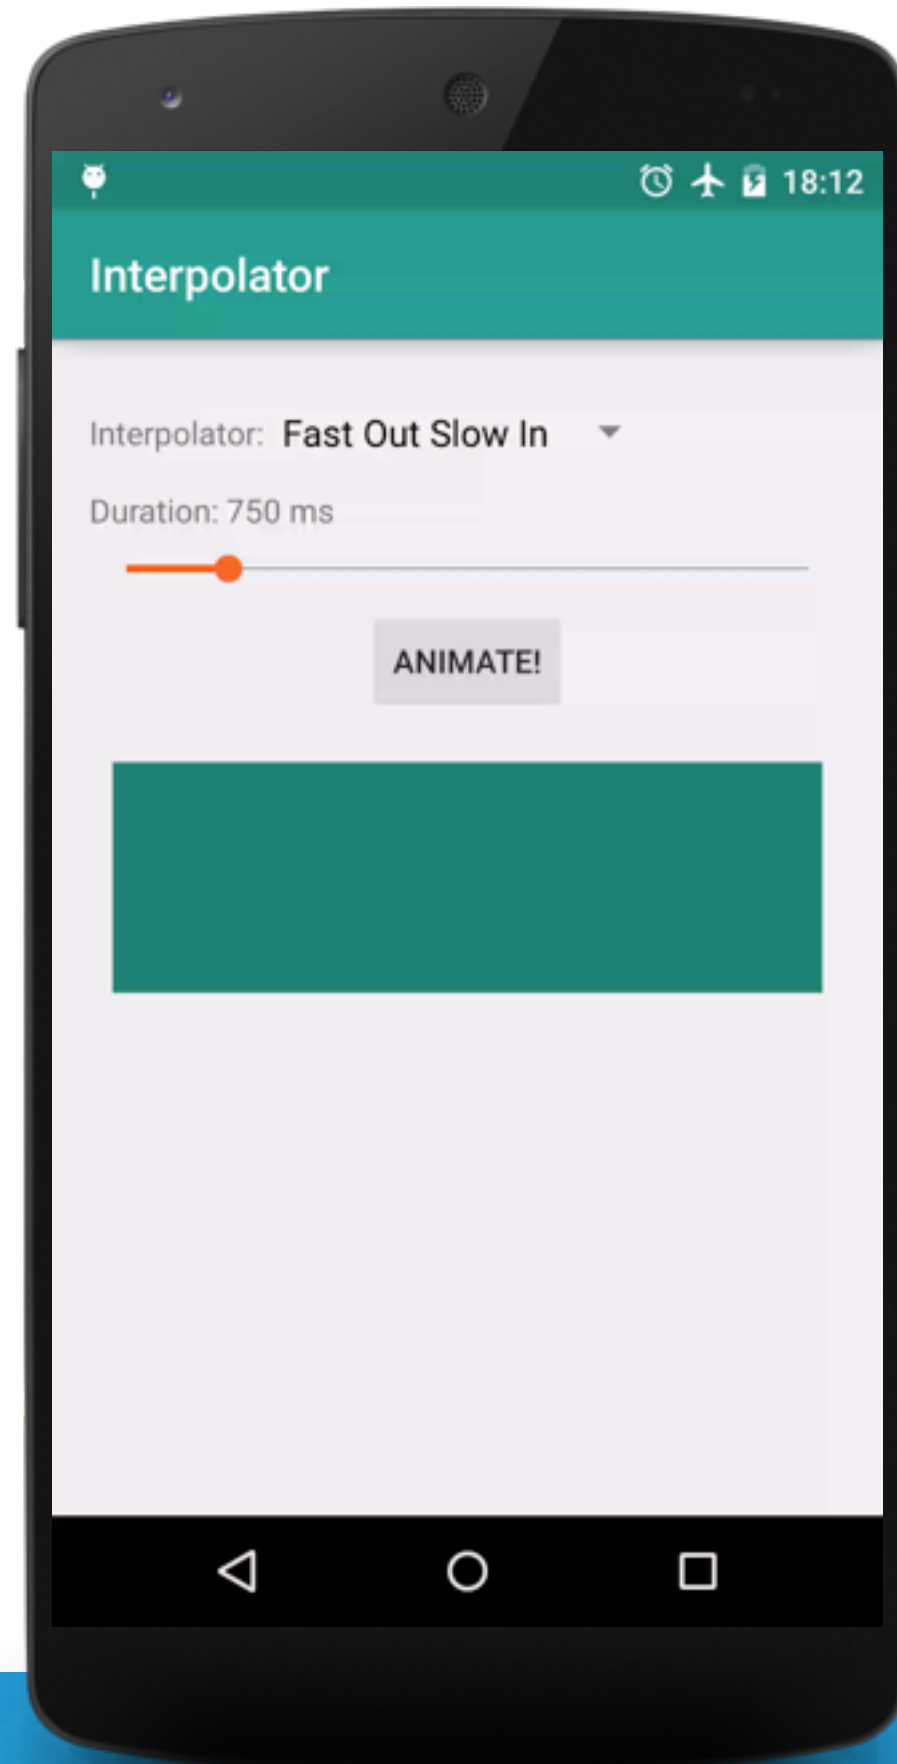 18:12
Interpolator
Interpolator: Fast Out Slow In
Duration: 750 ms
ANIMATE!